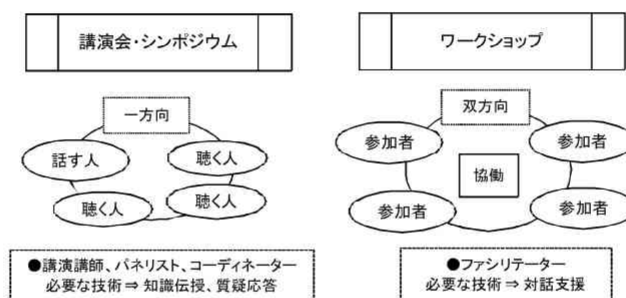 講演会・シンポジウム
一方向
話す人
聴く人
聴く人
聴く人
●講演講師、パネリスト、コーディネーター
必要な技術⇒知識伝授、質疑応答
ワークショップ
双方向
参加者
参加者
協働
参加者
参加者
●ファシリテーター
必要な技術⇒対話支援